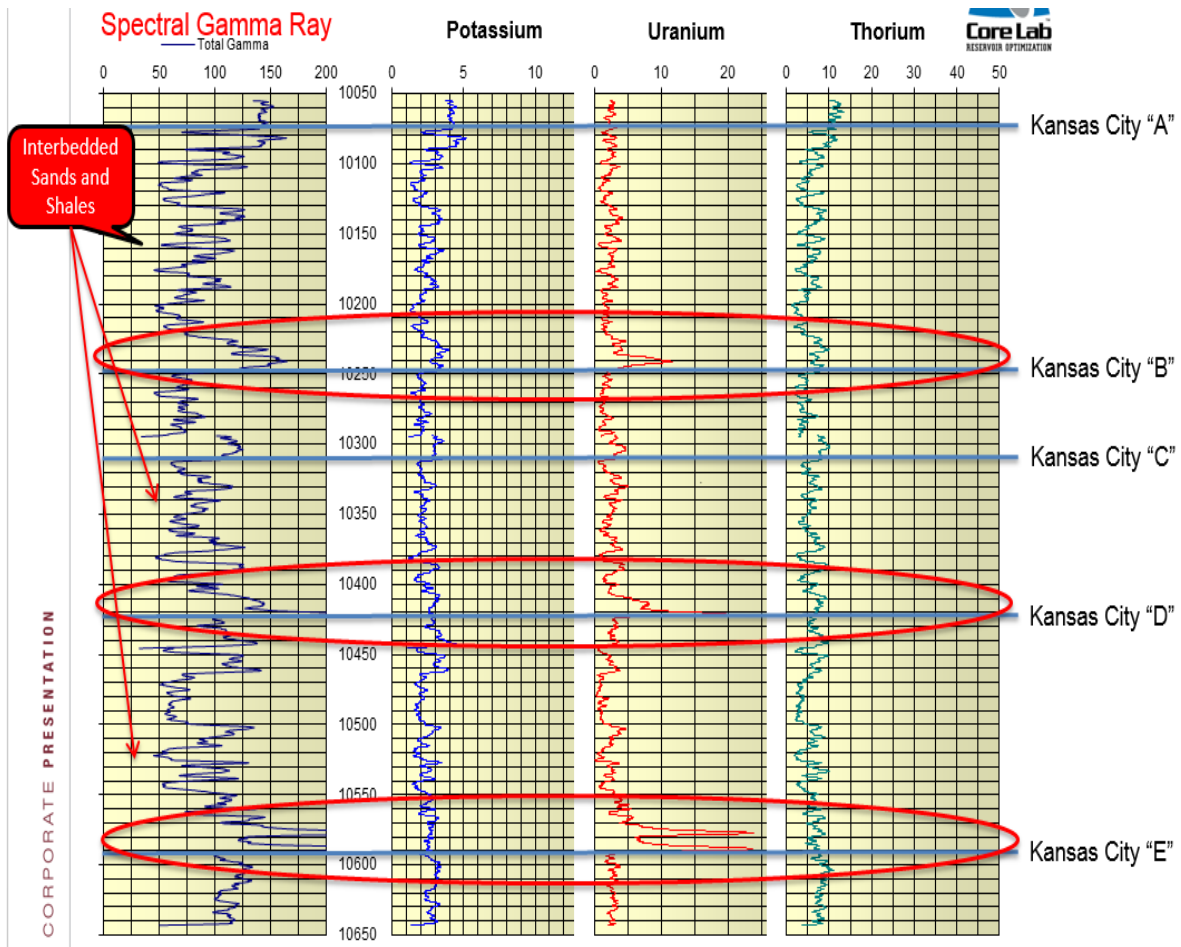 Spectral Gamma Ray
Total Gamma
Potassium
Uranium
Thorium
Core Lab
RESERVOIR OPTIMIZATION
0 50 100 150 200
0 5 10
0 10 20
0 10 20 30 40 50
10050
10100
10150
10200
10250
10300
10350
10400
10450
10500
10550
10600
10650
Interbedded
Sands and
Shales
Kansas City “A”
Kansas City “B”
Kansas City “C”
Kansas City “D”
Kansas City “E”
CORPORATE PRESENTATION